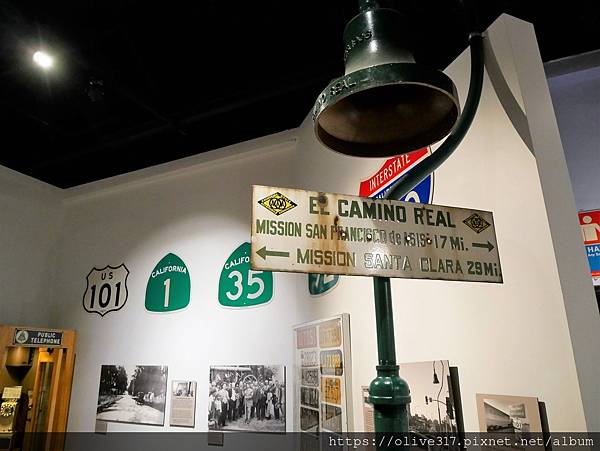 INTERSTATE
EL CAMINO REAL
MISSION SAN FRANCISCO de ASIS 17 MI.
MISSION SANTA CLARA 29 MI.
US
101
CALIFORNIA
1
CALIFORNIA
35
PUBLIC
TELEPHONE
https://olive317.pixnet.net/blog